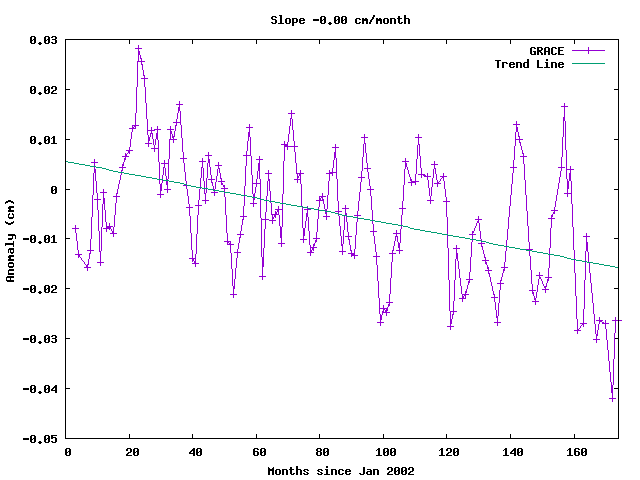 Slope -0.00 cm/month
GRACE
Trend Line
0.03
0.02
0.01
0
-0.01
-0.02
-0.03
-0.04
-0.05
Anomaly (cm)
0 20 40 60 80 100 120 140 160
Months since Jan 2002